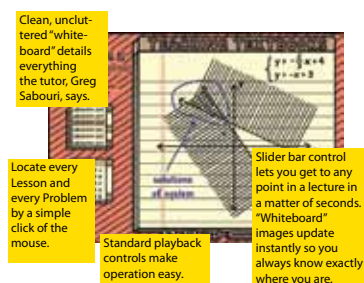 Clean, unclut-
tered "white-
board" details
everything
the tutor, Greg
Sabouri, says.
y
solutions
of system
Locate every
Lesson and
every Problem
by a simple
click of the
mouse.
Standard playback
controls make
operation easy.
Slider bar control
lets you get to any
point in a lecture in
a matter of seconds.
"Whiteboard"
images update
instantly so you
always know exactly
where you are.